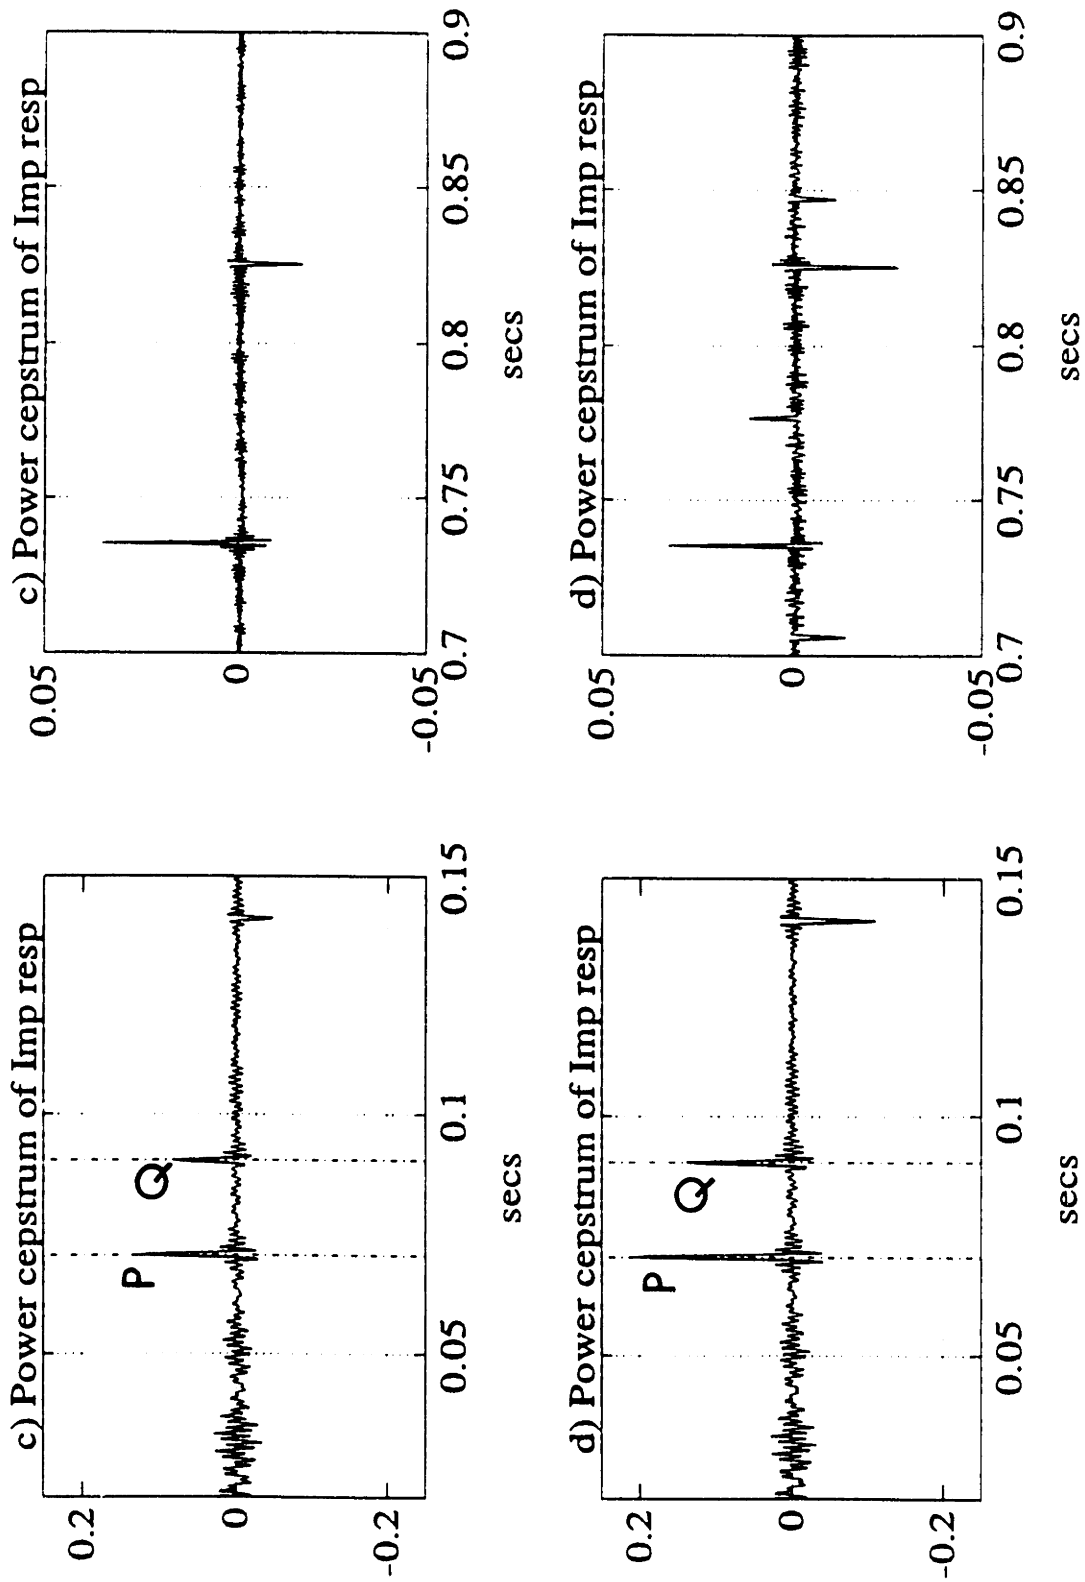 c) Power cepstrum of Imp resp
0.2
0
-0.2
P
Q
0.05
0.1
0.15
secs
c) Power cepstrum of Imp resp
0.05
0
-0.05
0.7
0.75
0.8
0.85
0.9
secs
d) Power cepstrum of Imp resp
0.2
0
-0.2
P
Q
0.05
0.1
0.15
secs
d) Power cepstrum of Imp resp
0.05
0
-0.05
0.7
0.75
0.8
0.85
0.9
secs